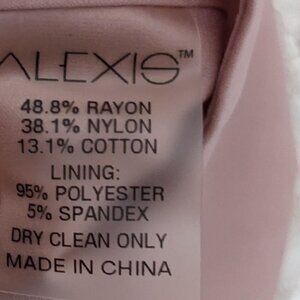 ALEXIS™
48.8% RAYON
38.1% NYLON
13.1% COTTON
LINING:
95% POLYESTER
5% SPANDEX
DRY CLEAN ONLY
MADE IN CHINA